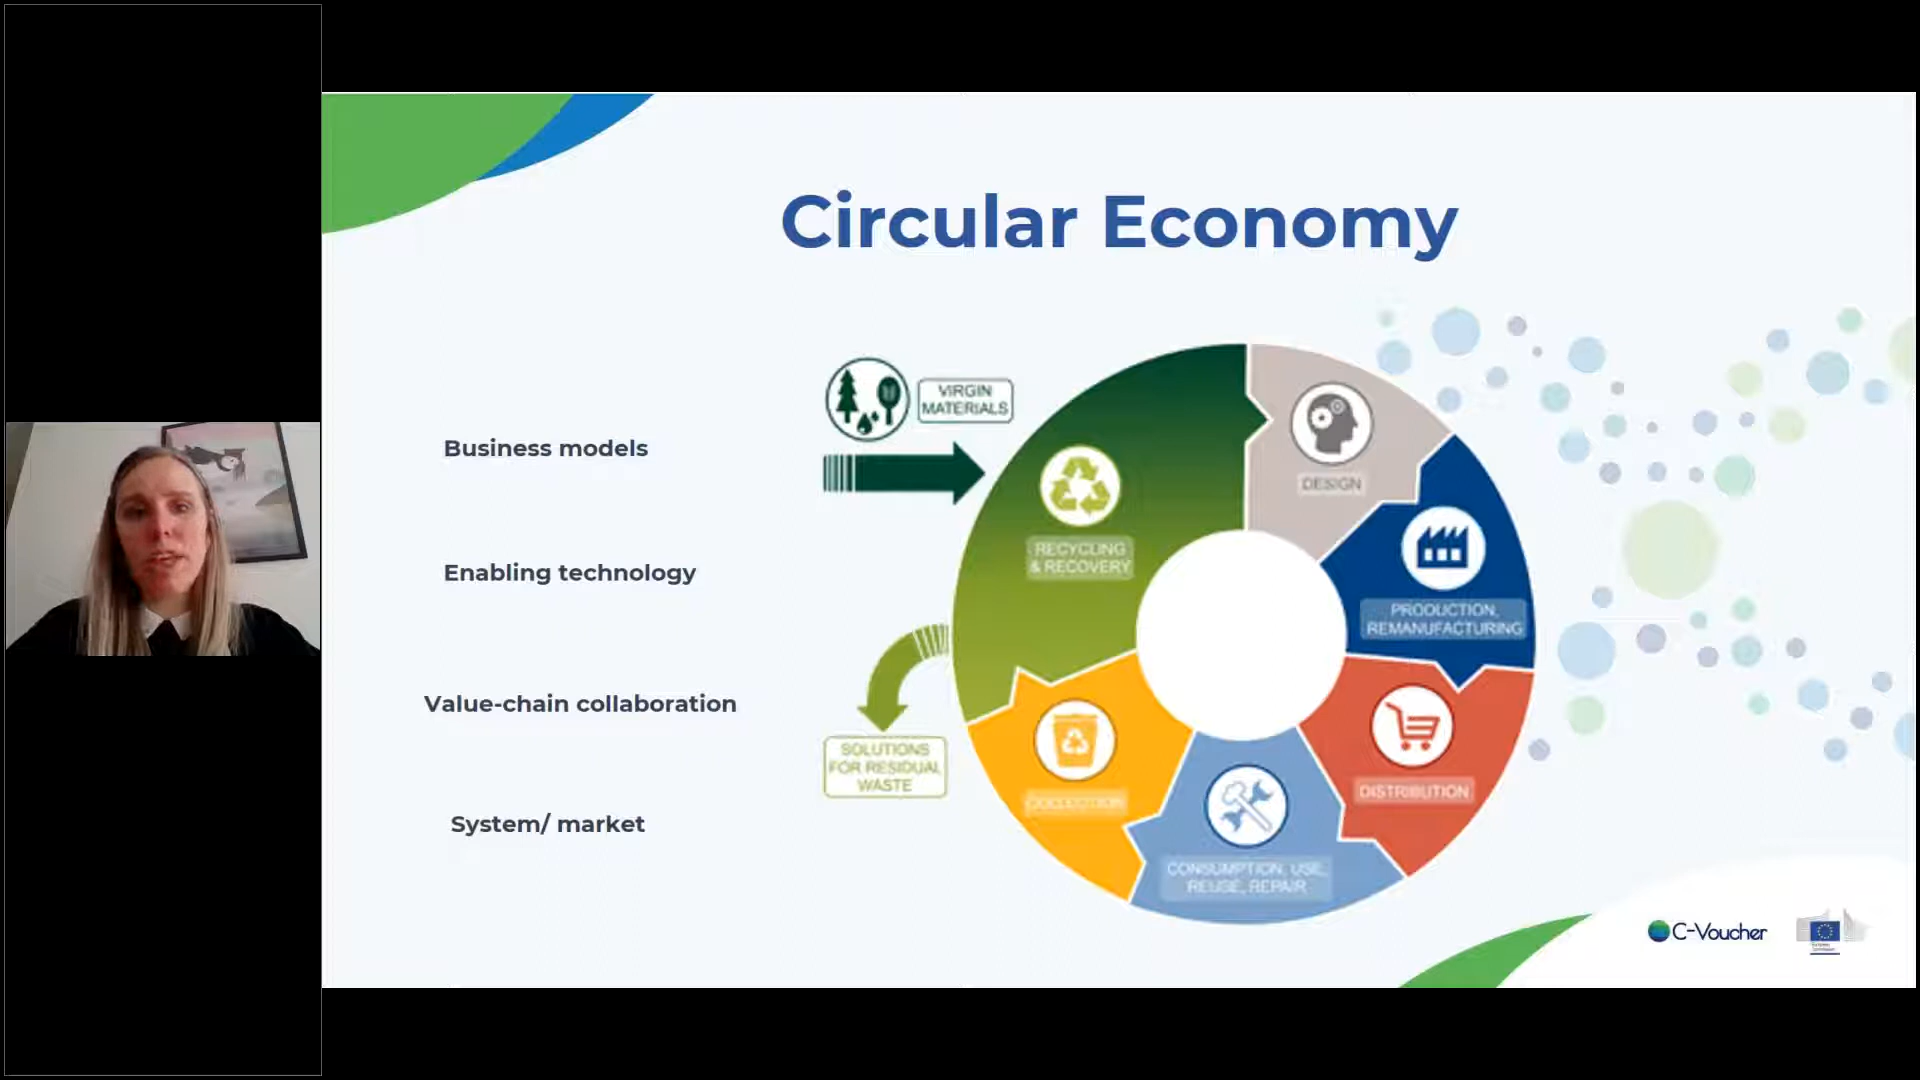 Circular Economy
Business models
Enabling technology
Value-chain collaboration
System/ market
VIRGIN
MATERIALS
RECYCLING
& RECOVERY
DESIGN
PRODUCTION,
REMANUFACTURING
DISTRIBUTION
CONSUMPTION, USE,
REUSE, REPAIR
COLLECTION
SOLUTIONS
FOR RESIDUAL
WASTE
C-Voucher